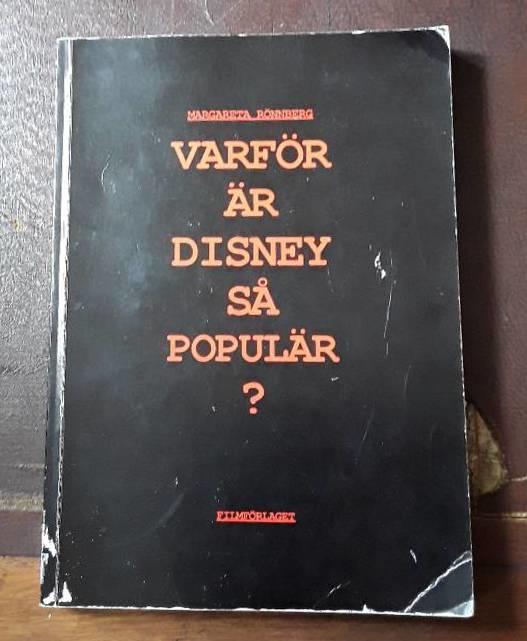 MARGARETA RÖNNBERG
VARFÖR
ÄR
DISNEY
SÅ
POPULÄR
?
FILMFÖRLAGET